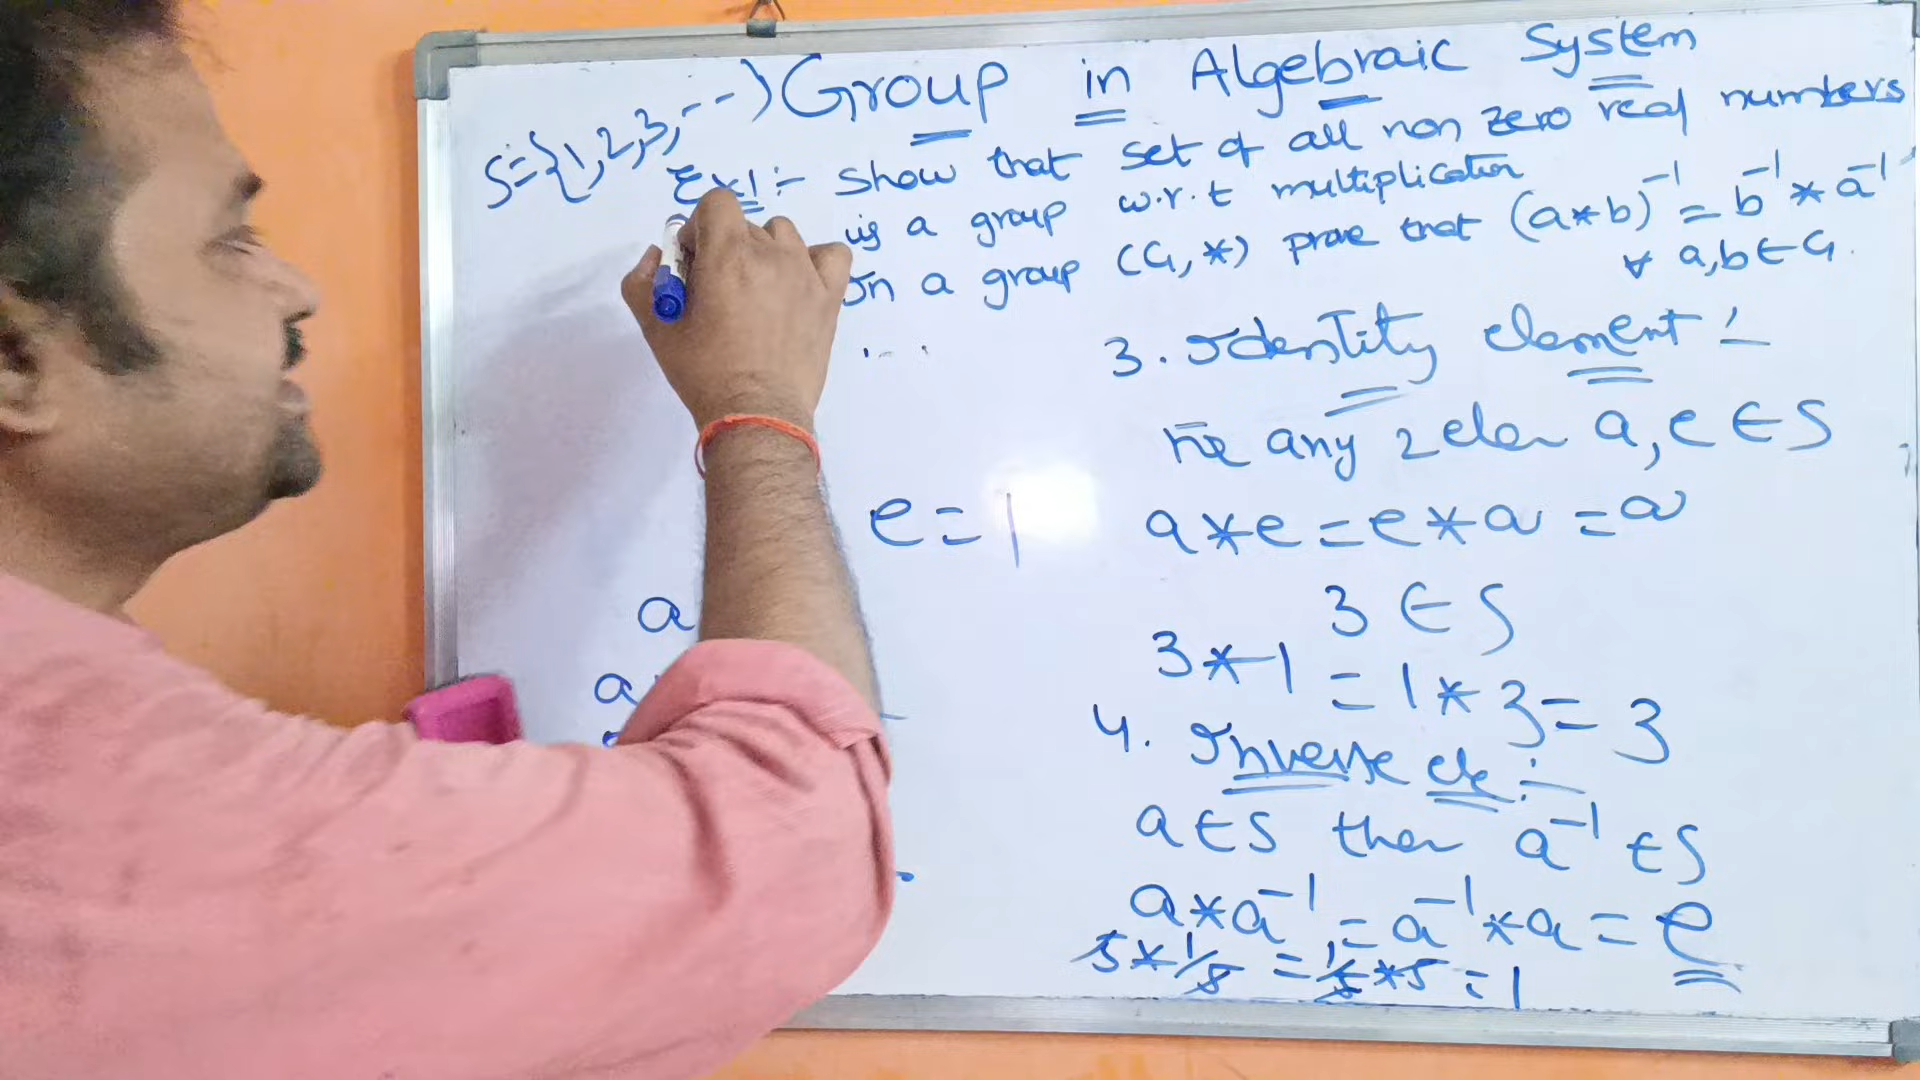 Group in Algebraic System
S={1,2,3,--}
Ex1:- show that set of all non zero real numbers
is a group w.r.t multiplication
In a group (G,*) prove that (a*b)⁻¹ = b⁻¹ * a⁻¹
∀ a,b∈G.
3. Identity element :-
For any 2 elem a,e ∈ S
e=1
a*e=e*a=a
3 ∈ S
a
3*1 = 1*3=3
a
4. Inverse ele :-
a∈S then a⁻¹ ∈S
a*a⁻¹ = a⁻¹*a = e
5*1/5 = 1/5*5 = 1